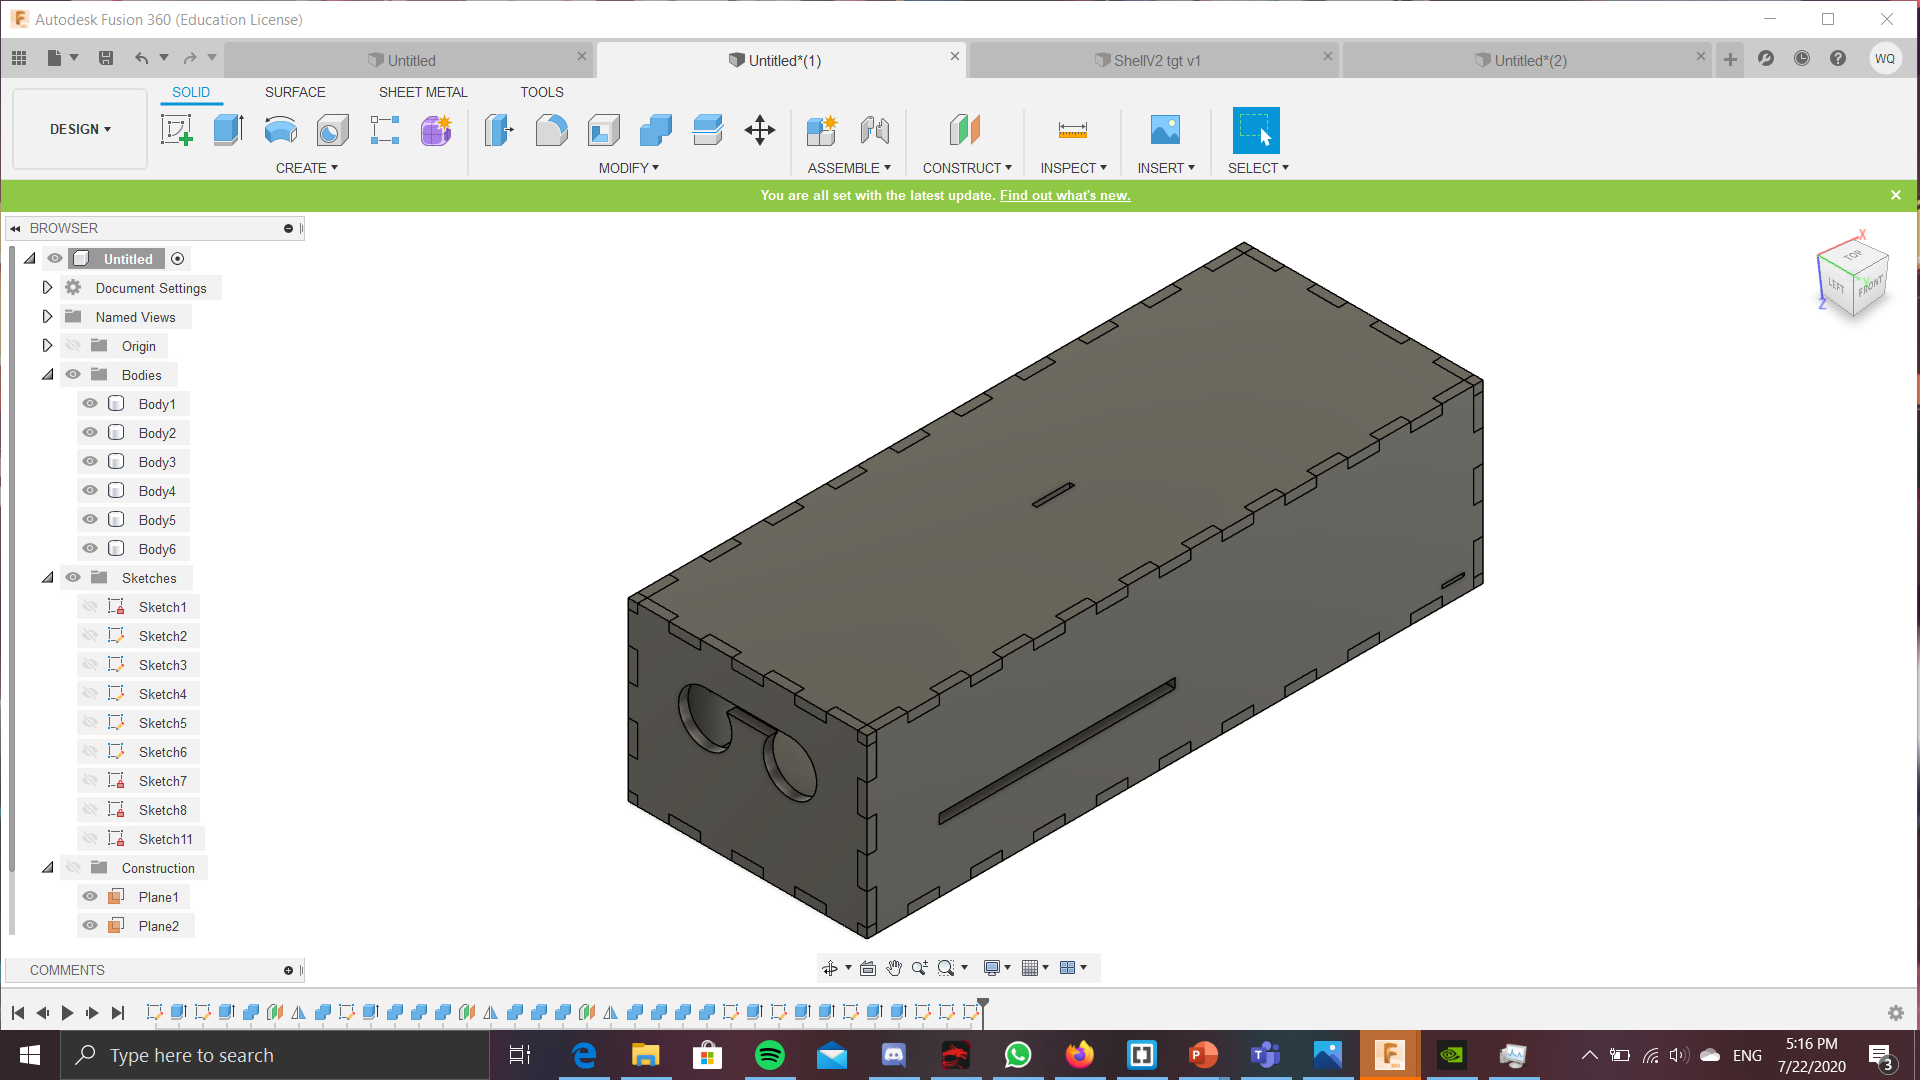 Autodesk Fusion 360 (Education License)
Untitled
Untitled*(1)
ShellV2 tgt v1
Untitled*(2)
WQ
SOLID
SURFACE
SHEET METAL
TOOLS
DESIGN
CREATE
MODIFY
ASSEMBLE
CONSTRUCT
INSPECT
INSERT
SELECT
You are all set with the latest update. Find out what's new.
BROWSER
Untitled
Document Settings
Named Views
Origin
Bodies
Body1
Body2
Body3
Body4
Body5
Body6
Sketches
Sketch1
Sketch2
Sketch3
Sketch4
Sketch5
Sketch6
Sketch7
Sketch8
Sketch11
Construction
Plane1
Plane2
X
TOP
LEFT
FRONT
Y
Z
COMMENTS
Type here to search
ENG
5:16 PM
7/22/2020
3